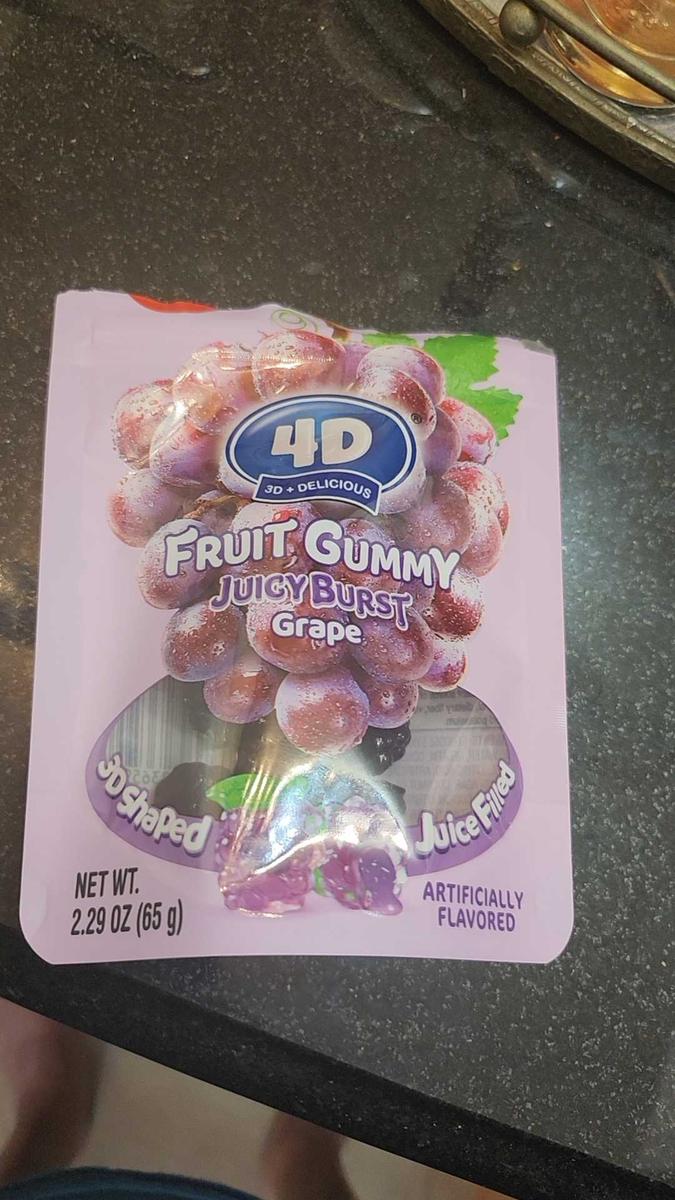 4D®
3D + DELICIOUS
FRUIT GUMMY
JUICY BURST
Grape
3D Shaped
Juice Filled
NET WT.
2.29 OZ (65 g)
ARTIFICIALLY
FLAVORED